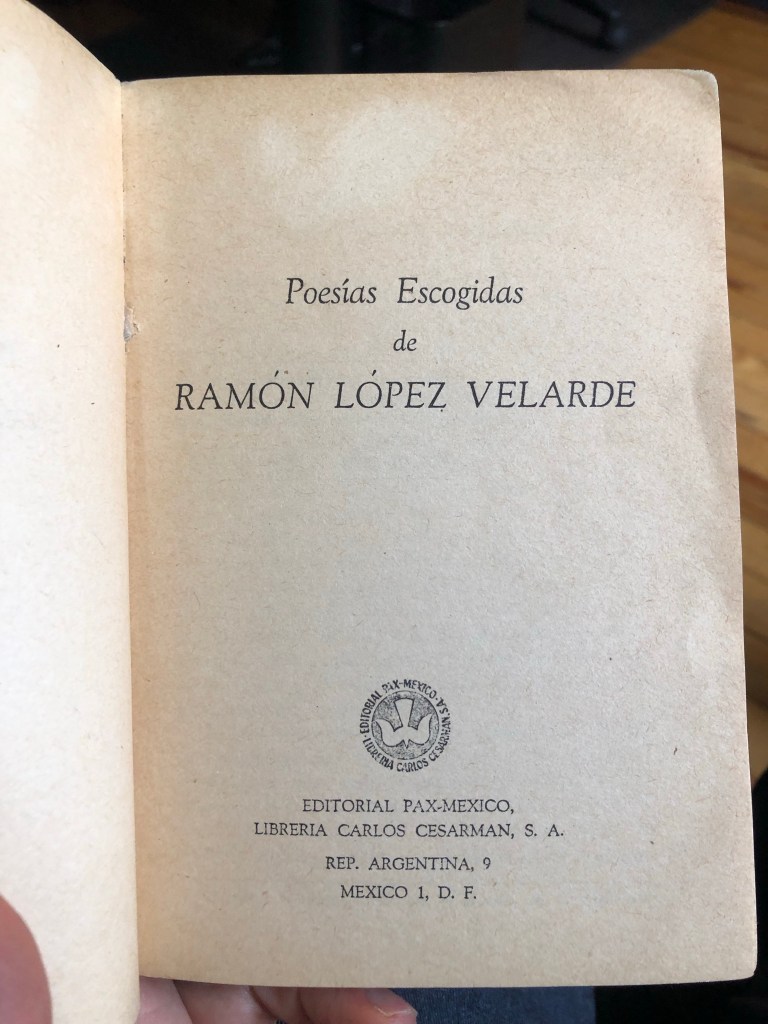 Poesías Escogidas
de
RAMÓN LÓPEZ VELARDE
EDITORIAL PAX-MEXICO, S.A.
LIBRERIA CARLOS CESARMAN,
EDITORIAL PAX-MEXICO,
LIBRERIA CARLOS CESARMAN, S. A.
REP. ARGENTINA, 9
MEXICO 1, D. F.